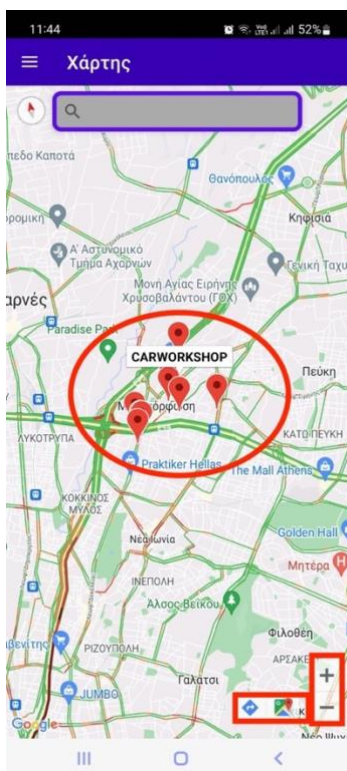 11:44
52%
Χάρτης
πεδο Καποτά
Θανόπουλος
ρομική
Κηφισιά
Α' Αστυνομικό
Τμήμα Αχαρνών
Γενική Ταχυ
Μονή Αγίας Ειρήνης
Χρυσοβαλάντου (ΓΟΧ)
αρνές
Paradise Park
CARWORKSHOP
Πεύκη
ΛΥΚΟΤΡΥΠΑ
ΚΑΤΩ ΠΕΥΚΗ
Praktiker Hellas
The Mall Athens
ΚΟΚΚΙΝΟΣ
ΜΥΛΟΣ
Golden Hall
Νέα Ιωνία
Μητέρα
ΙΝΕΠΟΛΗ
Άλσος Βεΐκου
Φιλοθέη
ΡΙΖΟΥΠΟΛΗ
ΑΡΣΑΚΕ
+
Γαλάτσι
JUMBO
−
Google